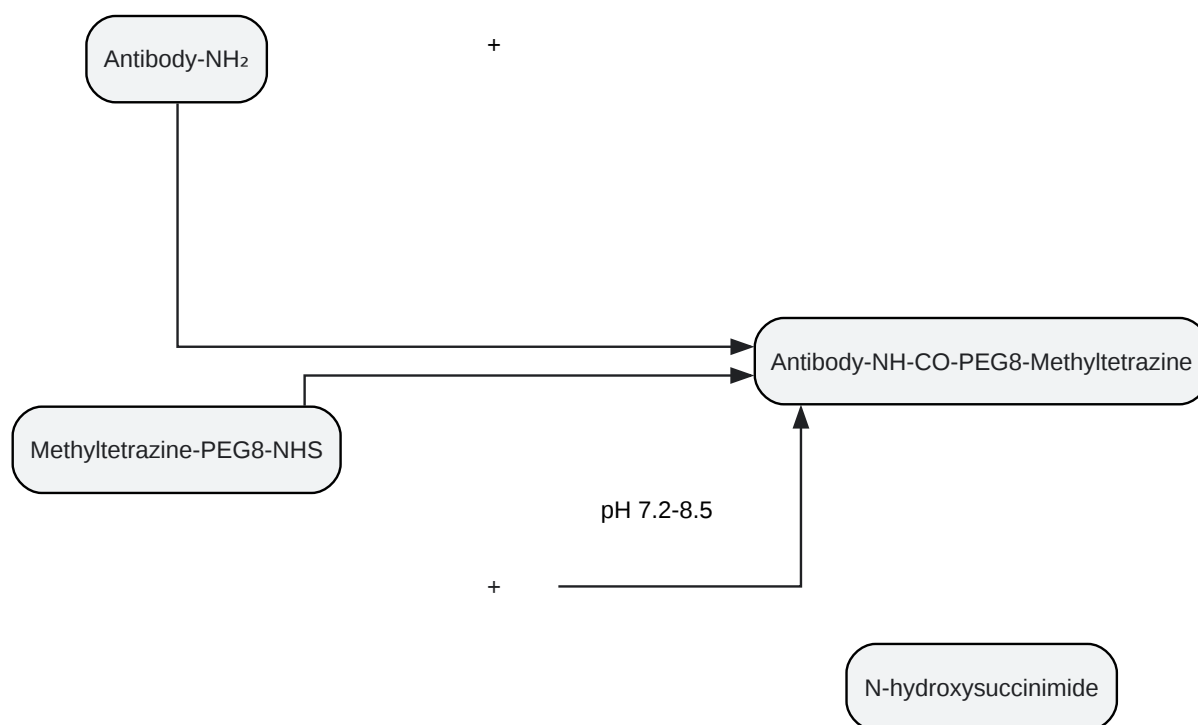 Antibody-NH₂
+
Antibody-NH-CO-PEG8-Methyltetrazine
Methyltetrazine-PEG8-NHS
pH 7.2-8.5
+
N-hydroxysuccinimide